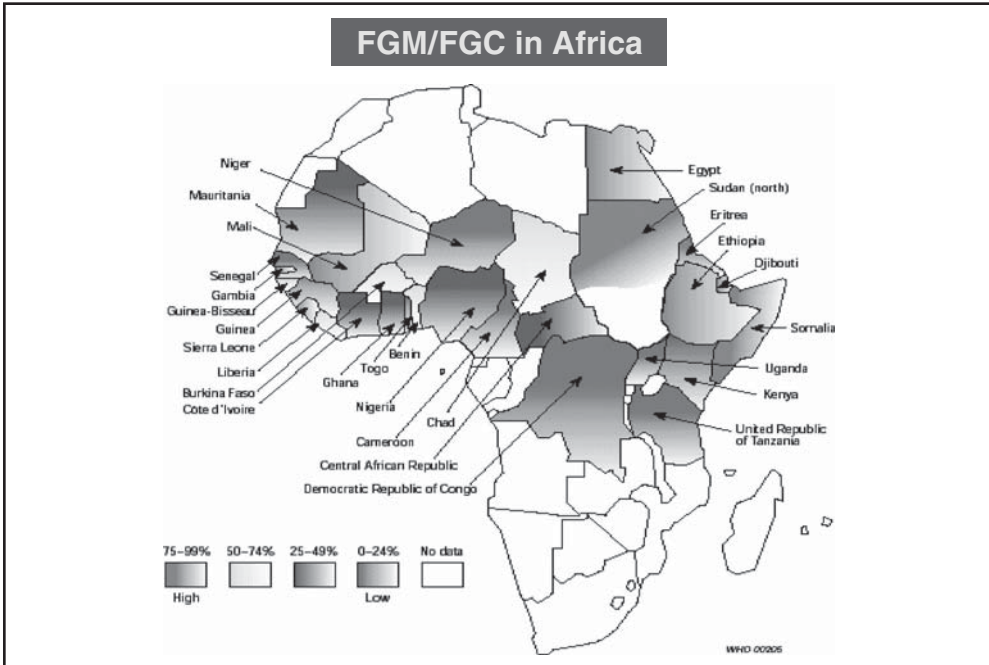 FGM/FGC in Africa
Niger
Mauritania
Mali
Senegal
Gambia
Guinea-Bisseau
Guinea
Sierra Leone
Liberia
Burkina Faso
Côte d'Ivoire
Ghana
Togo
Benin
Nigeria
Chad
Cameroon
Central African Republic
Democratic Republic of Congo
Egypt
Sudan (north)
Eritrea
Ethiopia
Djibouti
Somalia
Uganda
Kenya
United Republic
of Tanzania
75–99% 50–74% 25–49% 0–24% No data
High Low
WHO 00205